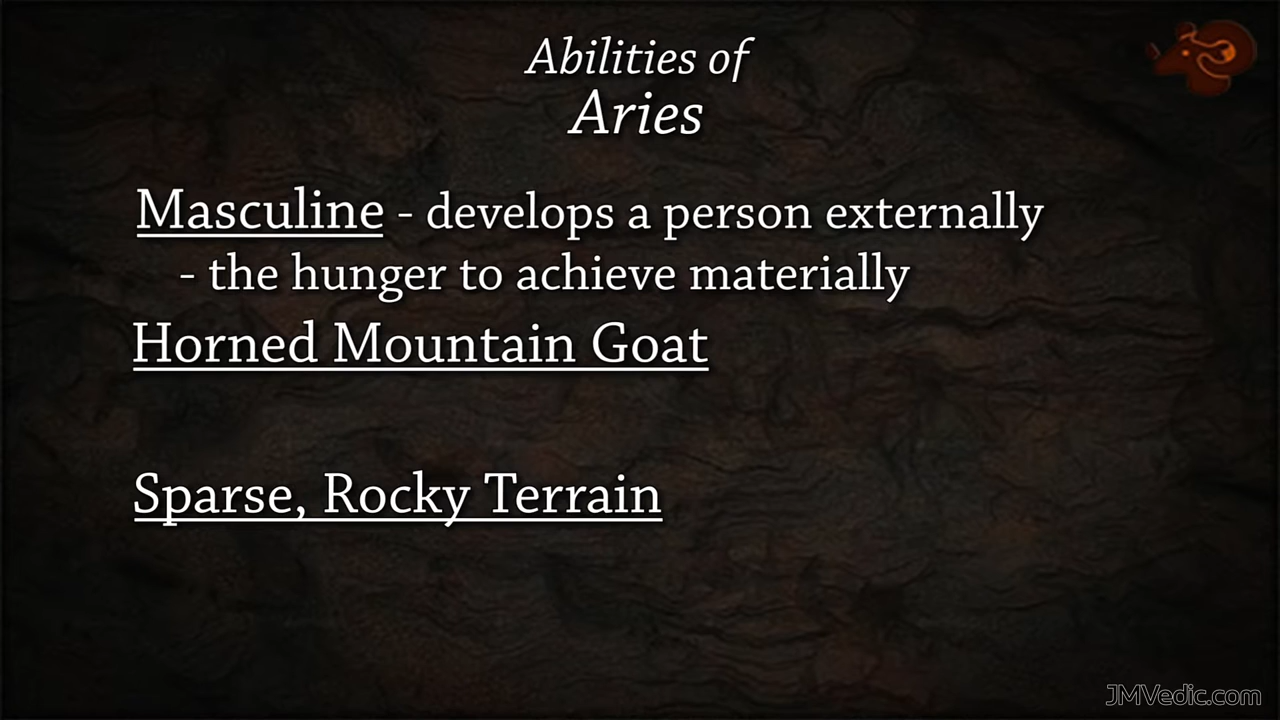 Abilities of
Aries
Masculine - develops a person externally
- the hunger to achieve materially
Horned Mountain Goat
Sparse, Rocky Terrain
JMVedic.com